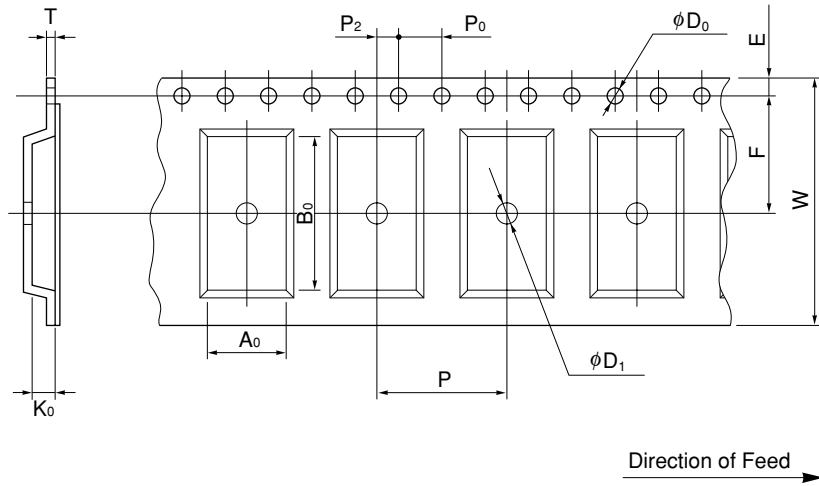 T
P2
P0
ϕD0
E
F
W
B0
A0
P
ϕD1
K0
Direction of Feed